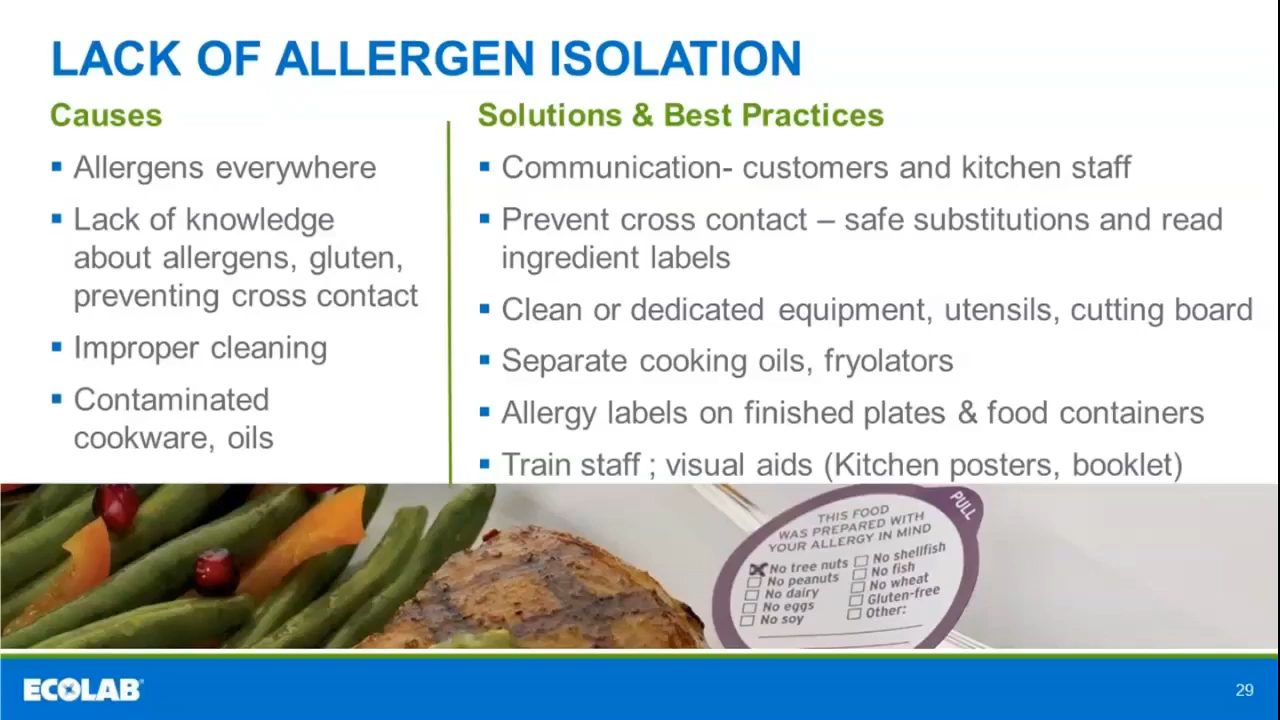 LACK OF ALLERGEN ISOLATION
Causes
Allergens everywhere
Lack of knowledge
about allergens, gluten,
preventing cross contact
Improper cleaning
Contaminated
cookware, oils
Solutions & Best Practices
Communication- customers and kitchen staff
Prevent cross contact – safe substitutions and read
ingredient labels
Clean or dedicated equipment, utensils, cutting board
Separate cooking oils, fryolators
Allergy labels on finished plates & food containers
Train staff ; visual aids (Kitchen posters, booklet)
PULL
THIS FOOD
WAS PREPARED WITH
YOUR ALLERGY IN MIND
No tree nuts
No peanuts
No dairy
No eggs
No soy
No shellfish
No fish
No wheat
Gluten-free
Other:
ECOLAB®
29